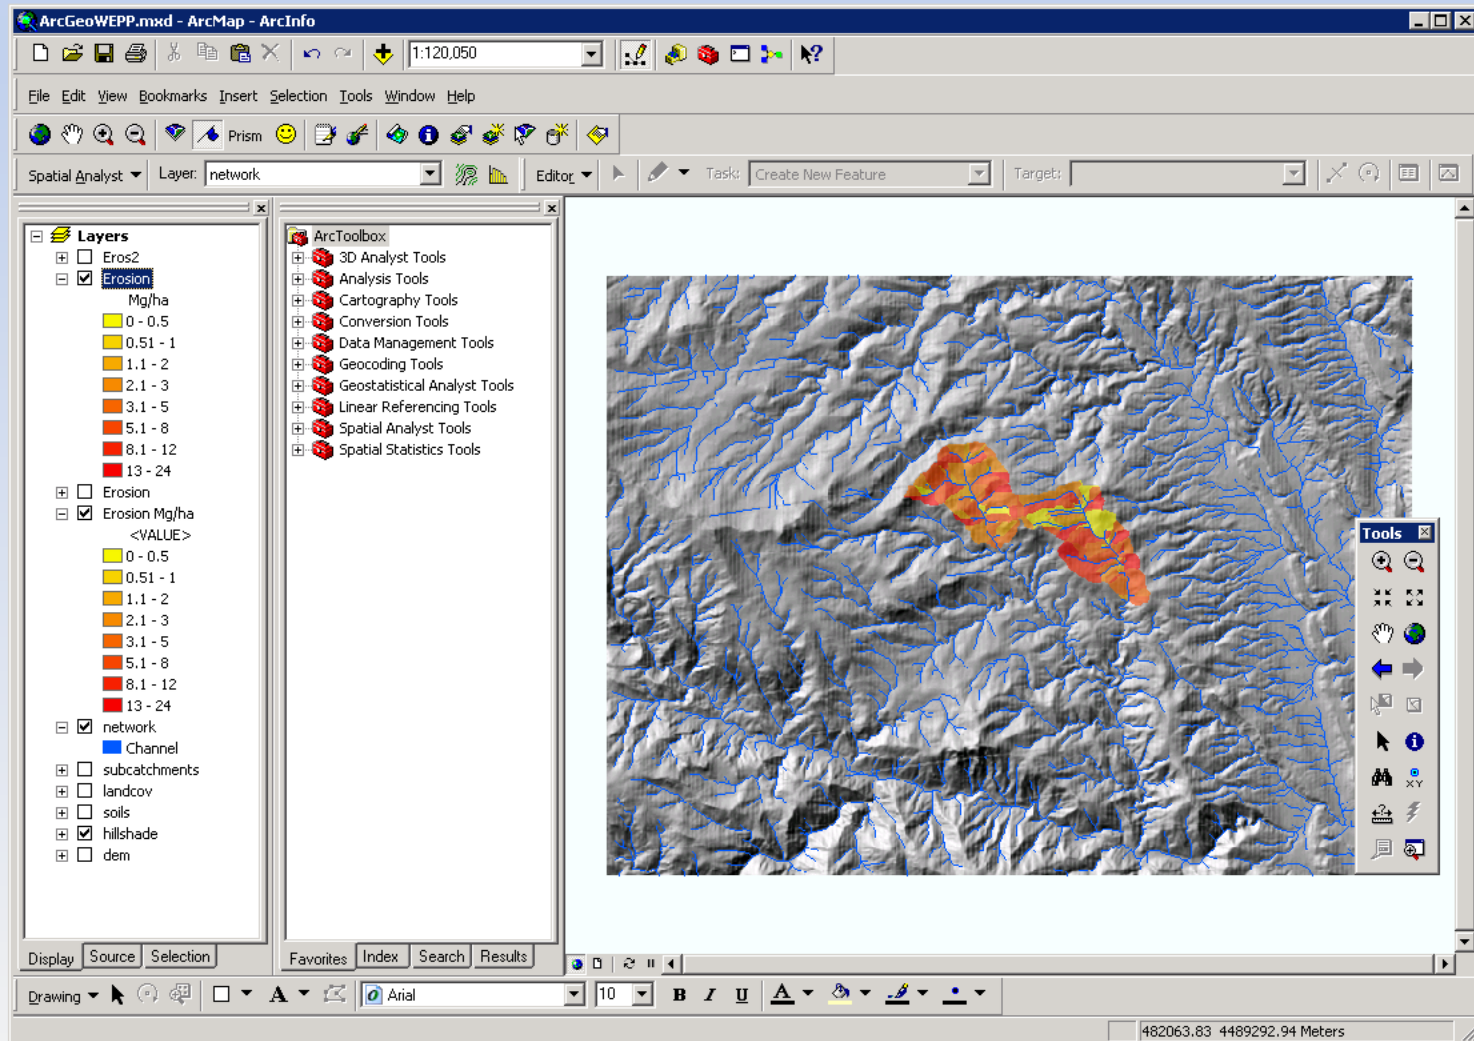 ArcGeoWEPP.mxd - ArcMap - ArcInfo
1:120,050
File Edit View Bookmarks Insert Selection Tools Window Help
Prism
Spatial Analyst Layer: network Editor Task: Create New Feature Target:
Layers
Eros2
Erosion
Mg/ha
0 - 0.5
0.51 - 1
1.1 - 2
2.1 - 3
3.1 - 5
5.1 - 8
8.1 - 12
13 - 24
Erosion
Erosion Mg/ha
<VALUE>
0 - 0.5
0.51 - 1
1.1 - 2
2.1 - 3
3.1 - 5
5.1 - 8
8.1 - 12
13 - 24
network
Channel
subcatchments
landcov
soils
hillshade
dem
Display Source Selection
ArcToolbox
3D Analyst Tools
Analysis Tools
Cartography Tools
Conversion Tools
Data Management Tools
Geocoding Tools
Geostatistical Analyst Tools
Linear Referencing Tools
Spatial Analyst Tools
Spatial Statistics Tools
Favorites Index Search Results
Tools
XY
Drawing A Arial 10 B I U A
482063.83 4489292.94 Meters